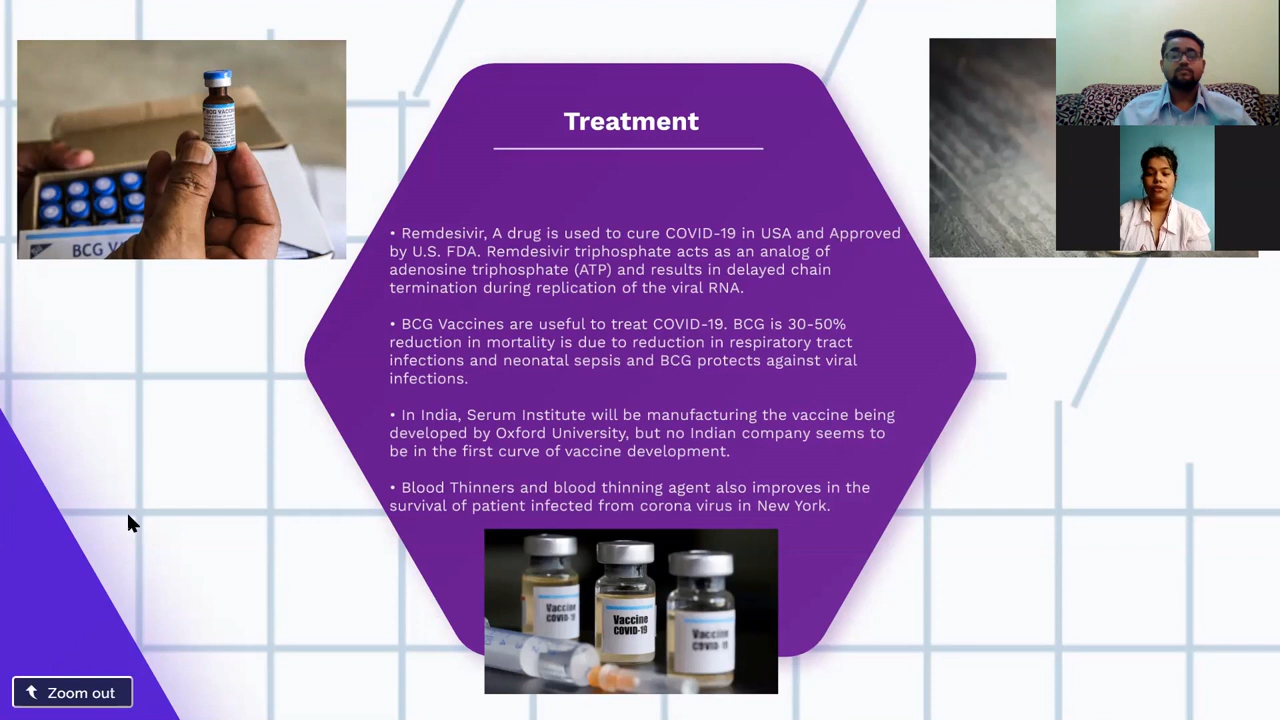 Treatment
• Remdesivir, A drug is used to cure COVID-19 in USA and Approved
by U.S. FDA. Remdesivir triphosphate acts as an analog of
adenosine triphosphate (ATP) and results in delayed chain
termination during replication of the viral RNA.
• BCG Vaccines are useful to treat COVID-19. BCG is 30-50%
reduction in mortality is due to reduction in respiratory tract
infections and neonatal sepsis and BCG protects against viral
infections.
• In India, Serum Institute will be manufacturing the vaccine being
developed by Oxford University, but no Indian company seems to
be in the first curve of vaccine development.
• Blood Thinners and blood thinning agent also improves in the
survival of patient infected from corona virus in New York.
BCG VACCINE
BCG
Vaccine
COVID-19
Vaccine
COVID-19
Vaccine
COVID-19
Zoom out